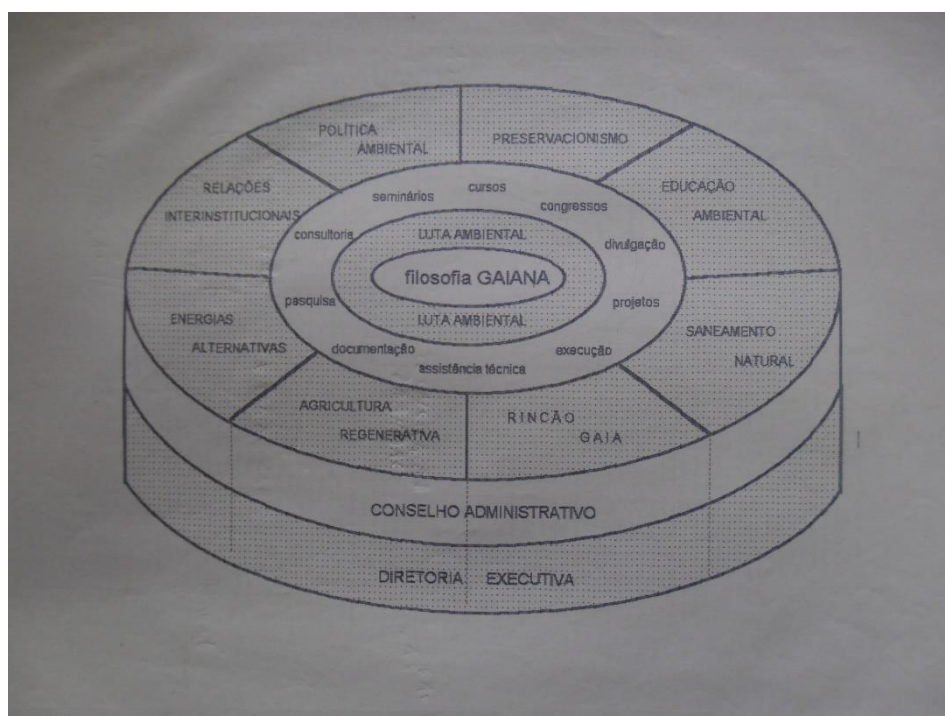 POLÍTICA
AMBIENTAL
PRESERVACIONISMO
RELAÇÕES
INTERINSTITUCIONAIS
EDUCAÇÃO
AMBIENTAL
seminários
cursos
congressos
consultoria
divulgação
LUTA AMBIENTAL
filosofia GAIANA
LUTA AMBIENTAL
pesquisa
projetos
documentação
execução
assistência técnica
ENERGIAS
ALTERNATIVAS
SANEAMENTO
NATURAL
AGRICULTURA
REGENERATIVA
RINCÃO
GAIA
CONSELHO ADMINISTRATIVO
DIRETORIA EXECUTIVA